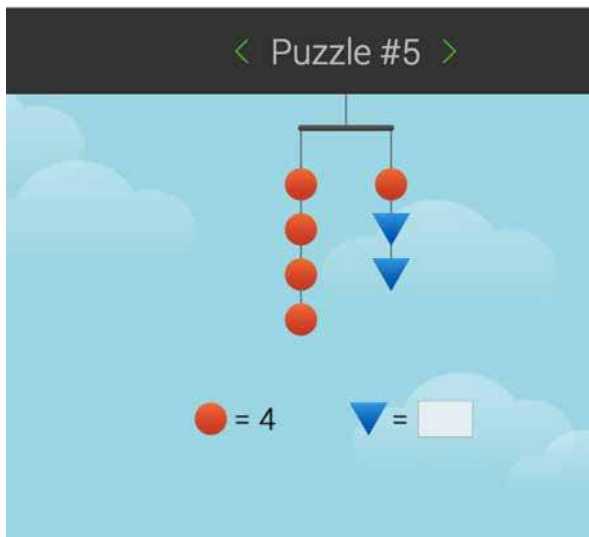 < Puzzle #5 >
= 4
=